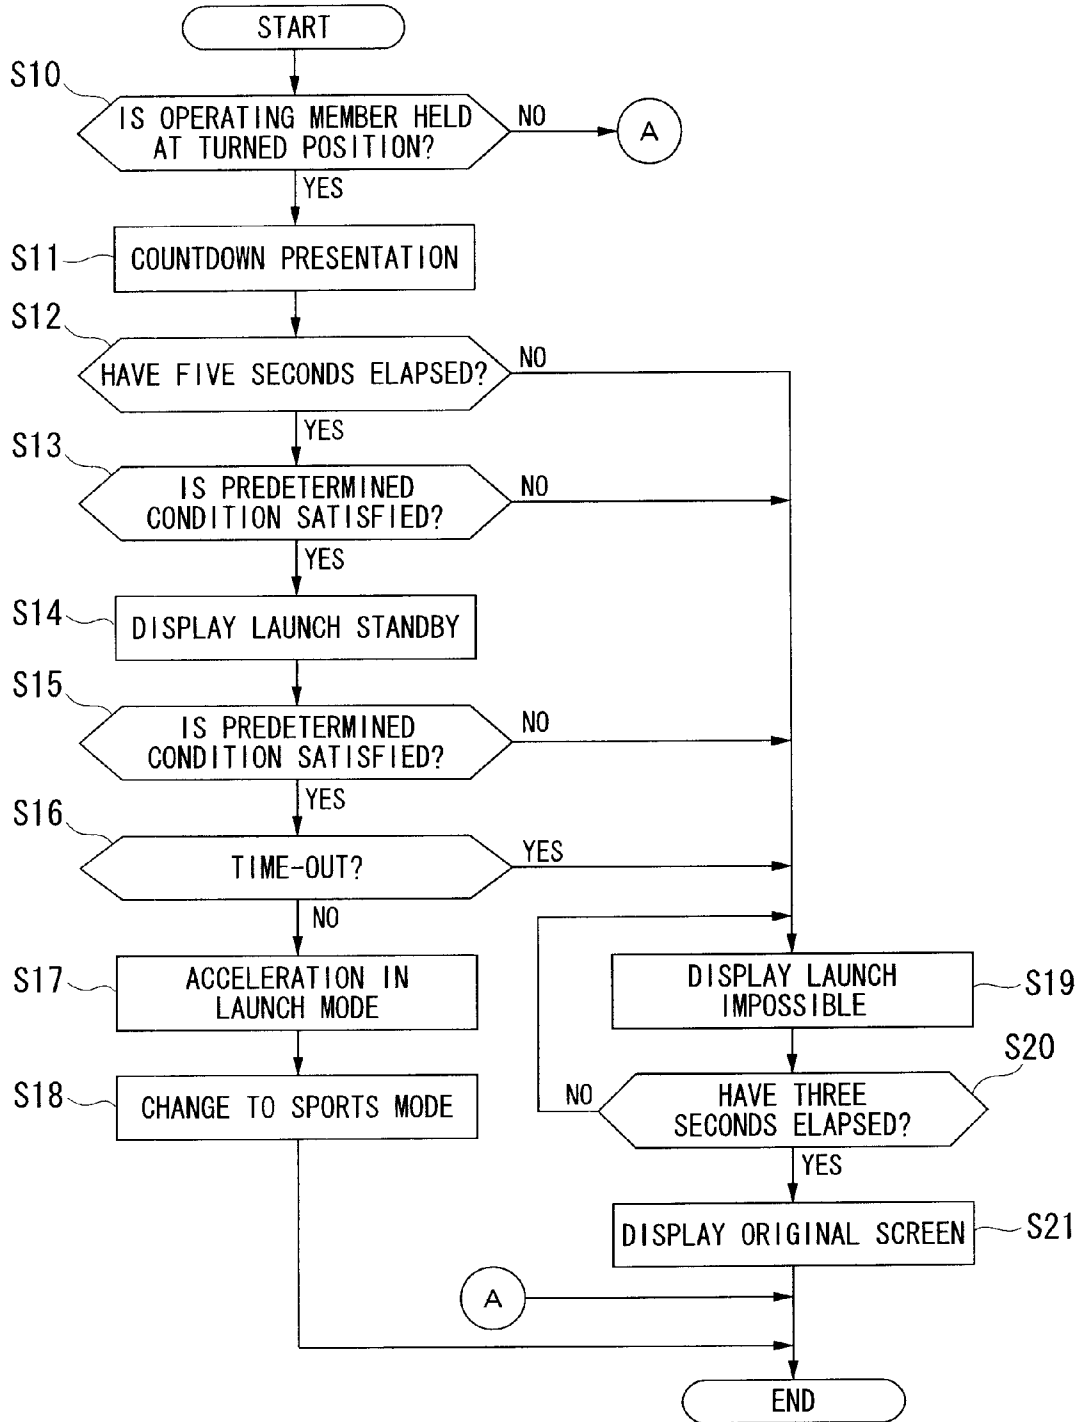 START
S10
IS OPERATING MEMBER HELD
AT TURNED POSITION?
NO
A
YES
S11
COUNTDOWN PRESENTATION
S12
HAVE FIVE SECONDS ELAPSED?
NO
YES
S13
IS PREDETERMINED
CONDITION SATISFIED?
NO
YES
S14
DISPLAY LAUNCH STANDBY
S15
IS PREDETERMINED
CONDITION SATISFIED?
NO
YES
S16
TIME-OUT?
YES
NO
S17
ACCELERATION IN
LAUNCH MODE
S18
CHANGE TO SPORTS MODE
DISPLAY LAUNCH
IMPOSSIBLE
S19
S20
HAVE THREE
SECONDS ELAPSED?
NO
YES
DISPLAY ORIGINAL SCREEN
S21
A
END